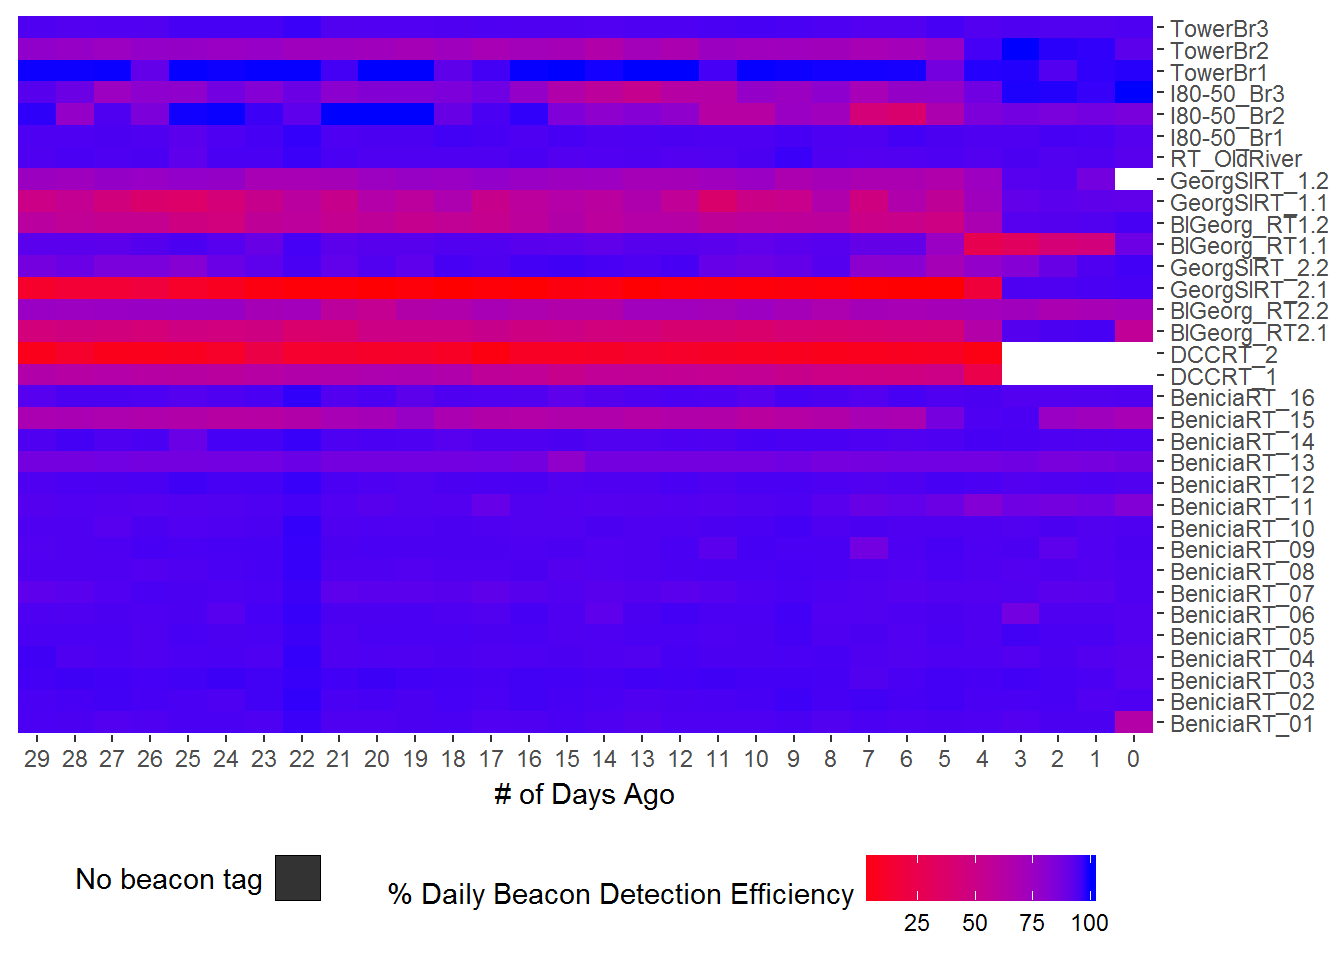 TowerBr3
TowerBr2
TowerBr1
I80-50_Br3
I80-50_Br2
I80-50_Br1
RT_OldRiver
GeorgSlRT_1.2
GeorgSlRT_1.1
BlGeorg_RT1.2
BlGeorg_RT1.1
GeorgSlRT_2.2
GeorgSlRT_2.1
BlGeorg_RT2.2
BlGeorg_RT2.1
DCCRT_2
DCCRT_1
BeniciaRT_16
BeniciaRT_15
BeniciaRT_14
BeniciaRT_13
BeniciaRT_12
BeniciaRT_11
BeniciaRT_10
BeniciaRT_09
BeniciaRT_08
BeniciaRT_07
BeniciaRT_06
BeniciaRT_05
BeniciaRT_04
BeniciaRT_03
BeniciaRT_02
BeniciaRT_01
29 28 27 26 25 24 23 22 21 20 19 18 17 16 15 14 13 12 11 10 9 8 7 6 5 4 3 2 1 0
# of Days Ago
No beacon tag
% Daily Beacon Detection Efficiency
25 50 75 100